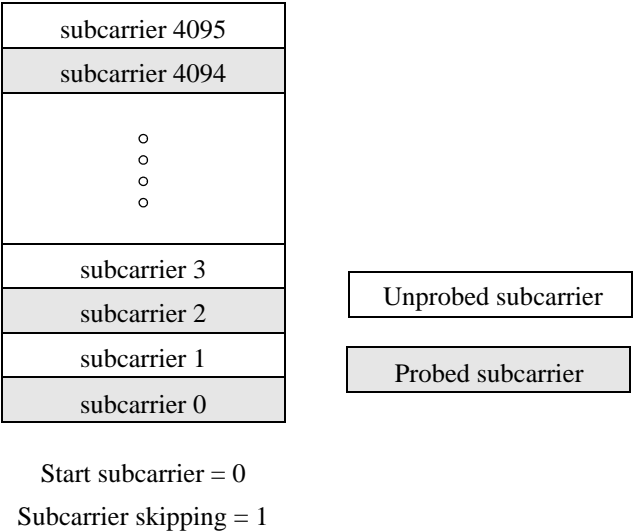 subcarrier 4095
subcarrier 4094
subcarrier 3
subcarrier 2
subcarrier 1
subcarrier 0
Unprobed subcarrier
Probed subcarrier
Start subcarrier = 0
Subcarrier skipping = 1